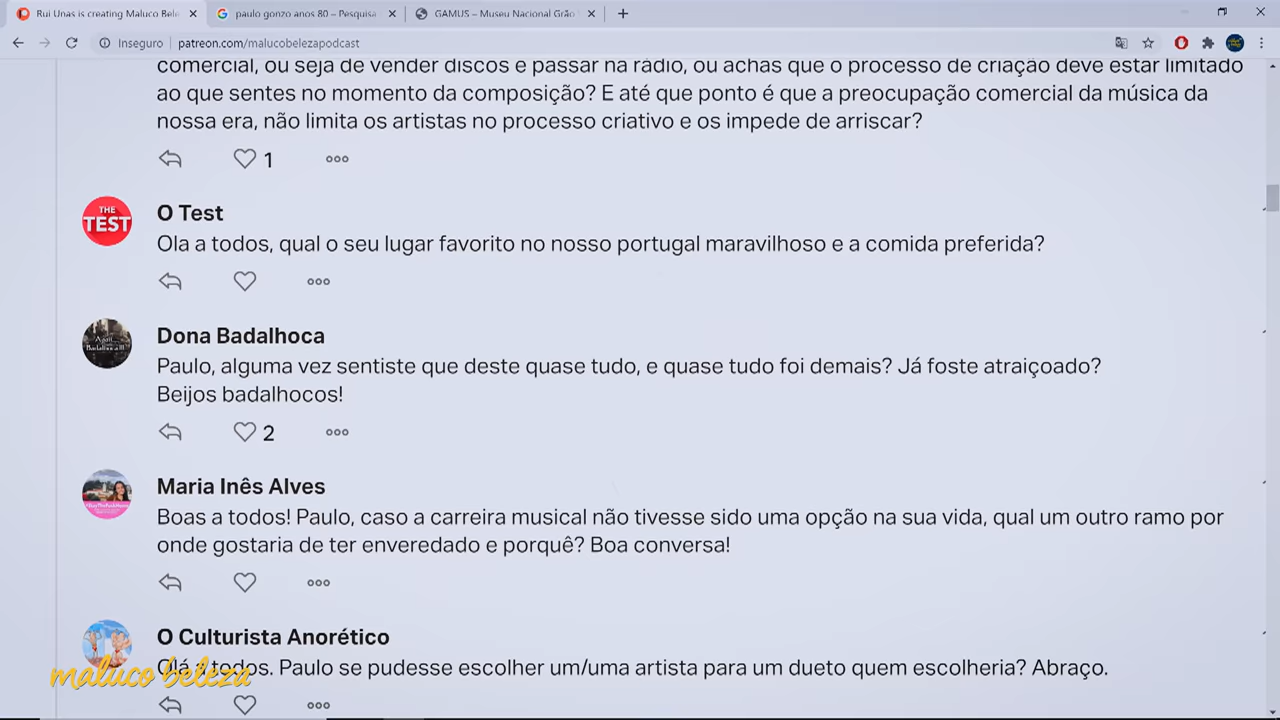 Rui Unas is creating Maluco Bele
paulo gonzo anos 80 – Pesquisa
GAMUS – Museu Nacional Grão
Inseguro
patreon.com/malucobelezapodcast
comercial, ou seja de vender discos e passar na rádio, ou achas que o processo de criação deve estar limitado
ao que sentes no momento da composição? E até que ponto é que a preocupação comercial da música da
nossa era, não limita os artistas no processo criativo e os impede de arriscar?
1
THE
TEST
O Test
Ola a todos, qual o seu lugar favorito no nosso portugal maravilhoso e a comida preferida?
Dona Badalhoca
Paulo, alguma vez sentiste que deste quase tudo, e quase tudo foi demais? Já foste atraiçoado?
Beijos badalhocos!
2
Maria Inês Alves
Boas a todos! Paulo, caso a carreira musical não tivesse sido uma opção na sua vida, qual um outro ramo por
onde gostaria de ter enveredado e porquê? Boa conversa!
O Culturista Anorético
Olá a todos. Paulo se pudesse escolher um/uma artista para um dueto quem escolheria? Abraço.
maluco beleza